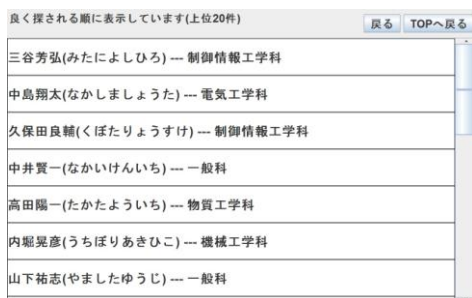 良く探される順に表示しています(上位20件)
戻る TOPへ戻る
三谷芳弘(みたによしひろ) --- 制御情報工学科
中島翔太(なかしましょうた) --- 電気工学科
久保田良輔(くぼたりょうすけ) --- 制御情報工学科
中井賢一(なかいけんいち) --- 一般科
高田陽一(たかたよういち) --- 物質工学科
内堀晃彦(うちぼりあきひこ) --- 機械工学科
山下祐志(やましたゆうじ) --- 一般科